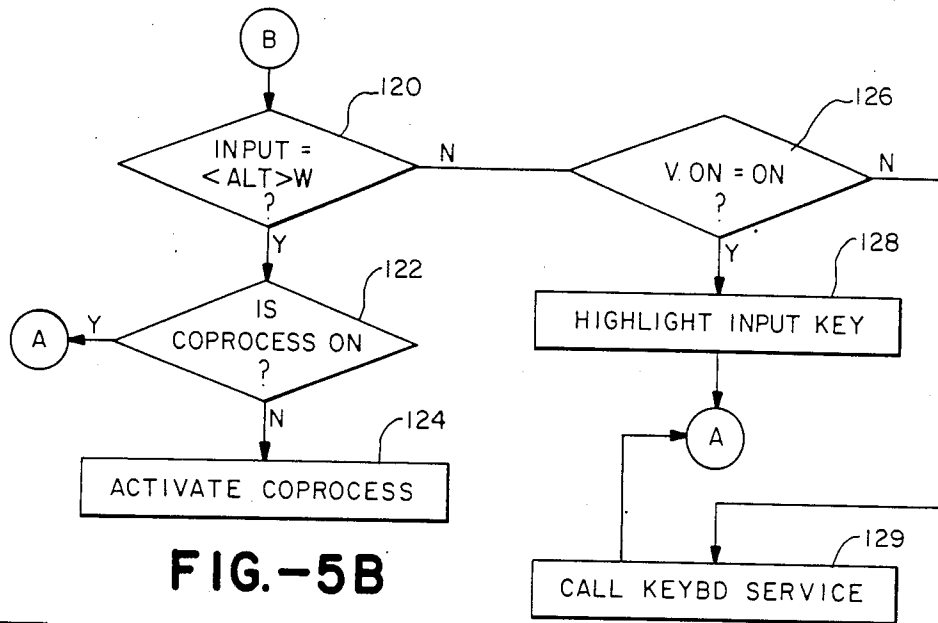 B
120
INPUT =
<ALT>W
?
N
Y
126
V.ON = ON
?
N
Y
122
IS
COPROCESS ON
?
Y
A
N
128
HIGHLIGHT INPUT KEY
A
124
ACTIVATE COPROCESS
129
CALL KEYBD SERVICE
FIG.-5B